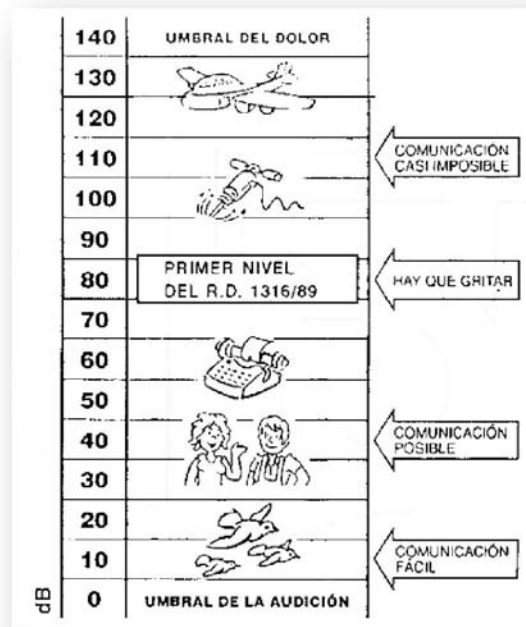 140 UMBRAL DEL DOLOR
130
120
110
COMUNICACIÓN
CASI IMPOSIBLE
100
90
80
PRIMER NIVEL
DEL R.D. 1316/89
HAY QUE GRITAR
70
60
50
40
COMUNICACIÓN
POSIBLE
30
20
10
COMUNICACIÓN
FÁCIL
dB 0 UMBRAL DE LA AUDICIÓN